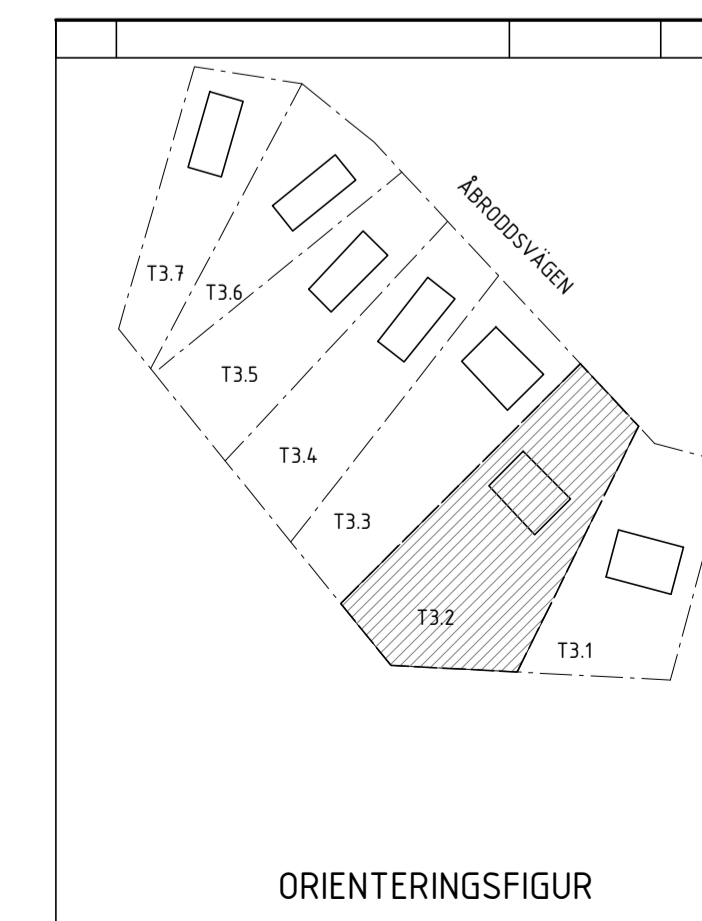 ÅBRODDSVÄGEN
T3.7
T3.6
T3.5
T3.4
T3.3
T3.2
T3.1
ORIENTERINGSFIGUR